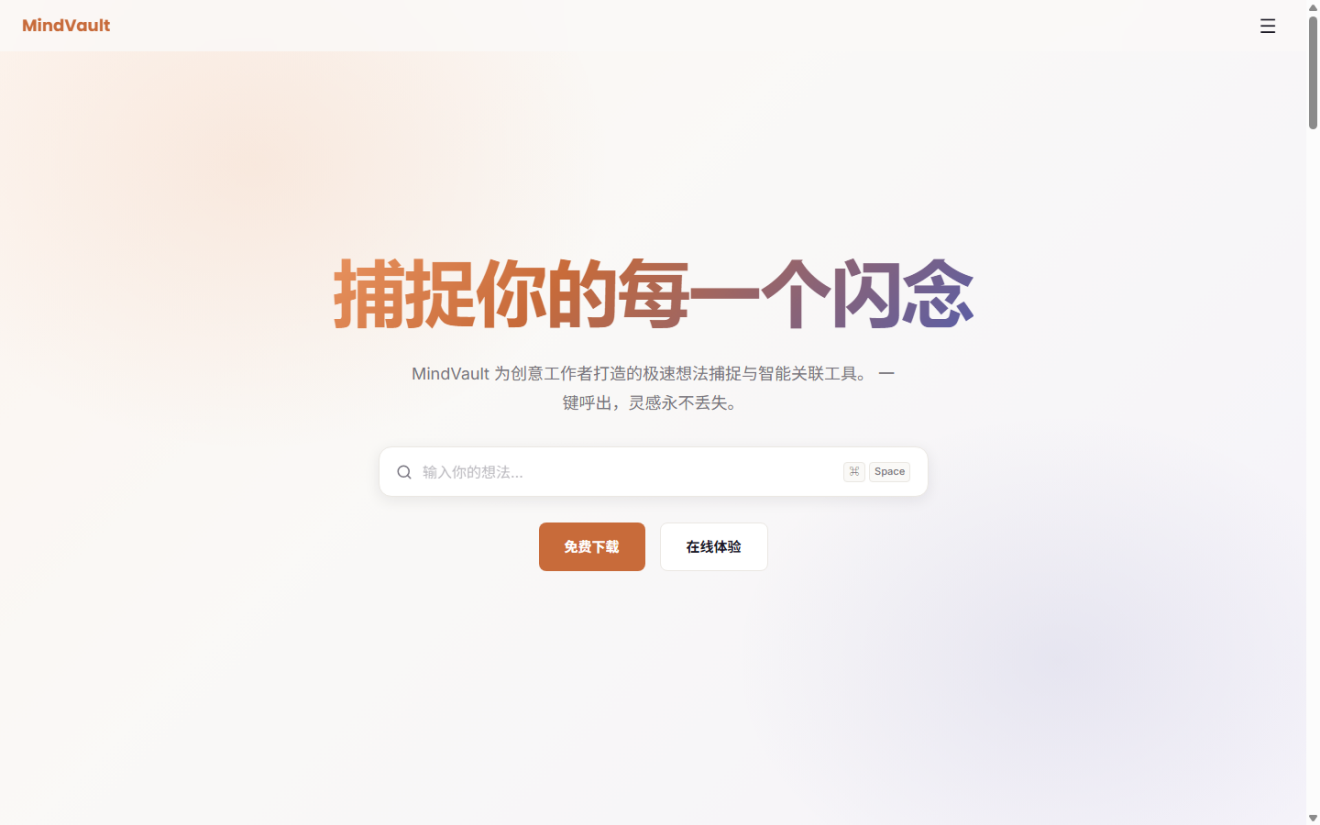 MindVault
捕捉你的每一个闪念
MindVault 为创意工作者打造的极速想法捕捉与智能关联工具。 一
键呼出，灵感永不丢失。
输入你的想法... ⌘ Space
免费下载 在线体验